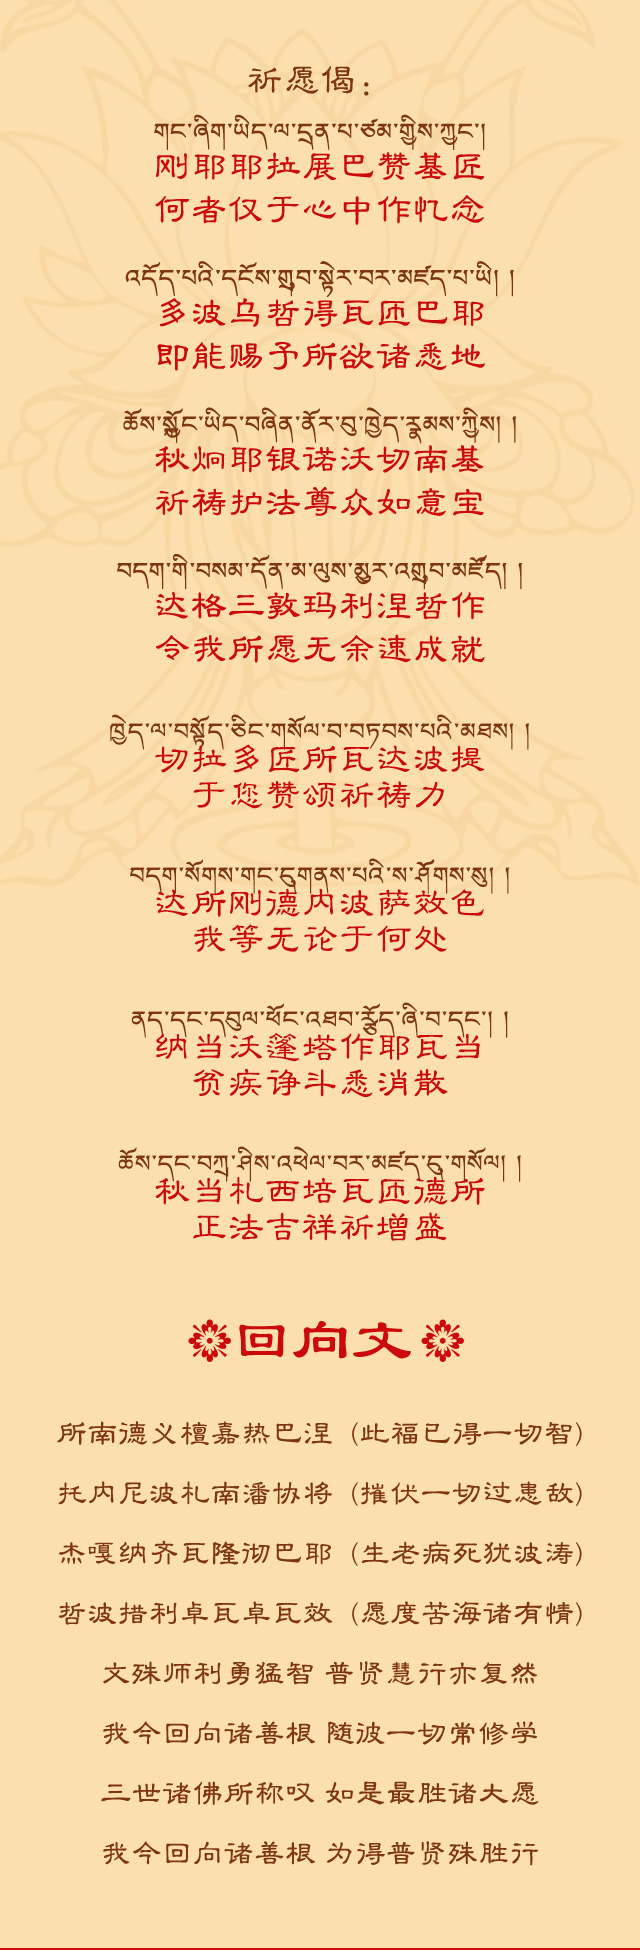 祈愿偈：
གང་ཞིག་ཡིད་ལ་དྲན་པ་ཙམ་གྱིས་ཀྱང་།
刚耶耶拉展巴赞基匠
何者仅于心中作忆念
འདོད་པའི་དངོས་གྲུབ་སྟེར་བར་མཛད་པ་ཡི། །
多波乌哲得瓦匝巴耶
即能赐予所欲诸悉地
ཆོས་སྐྱོང་ཡིད་བཞིན་ནོར་བུ་ཁྱེད་རྣམས་ཀྱིས། །
秋炯耶银诺沃切南基
祈祷护法尊众如意宝
བདག་གི་བསམ་དོན་མ་ལུས་མྱུར་འགྲུབ་མཛོད། །
达格三敦玛利涅哲作
令我所愿无余速成就
ཁྱེད་ལ་བསྟོད་ཅིང་གསོལ་བ་བཏབས་པའི་མཐས། །
切拉多匠所瓦达波提
于您赞颂祈祷力
བདག་སོགས་གང་དུ་གནས་པའི་ས་ཕྱོགས་སུ། །
达所刚德内波萨效色
我等无论于何处
ནད་དང་དབུལ་ཕོངས་འཐབ་རྩོད་ཞི་བ་དང་། །
纳当沃篷塔作耶瓦当
贫疾诤斗悉消散
ཆོས་དང་བཀྲ་ཤིས་འཕེལ་བར་མཛད་དུ་གསོལ། །
秋当札西培瓦匝德所
正法吉祥祈增盛
回向文
所南德义檀嘉热巴涅（此福已得一切智）
托内尼波札南潘协将（摧伏一切过患敌）
杰嘎纳齐瓦隆彻巴耶（生老病死犹波涛）
哲波措利卓瓦卓瓦效（愿度苦海诸有情）
文殊师利勇猛智 普贤慧行亦复然
我今回向诸善根 随彼一切常修学
三世诸佛所称叹 如是最胜诸大愿
我今回向诸善根 为得普贤殊胜行